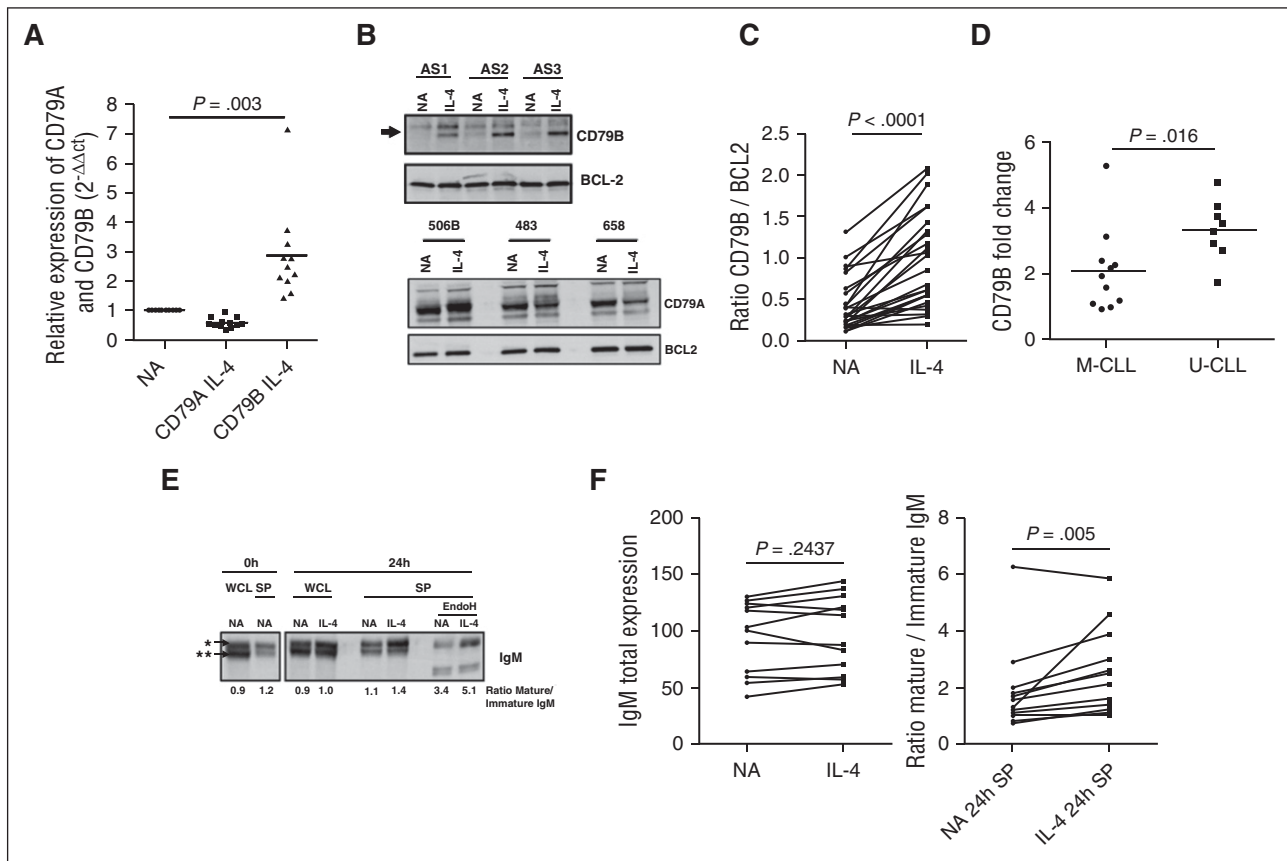 A
Relative expression of CD79A
and CD79B (2-ΔΔct)
P = .003
8
7
6
5
4
3
2
1
0
NA
CD79A IL-4
CD79B IL-4
B
AS1 AS2 AS3
NA IL-4 NA IL-4 NA IL-4
CD79B
BCL-2
506B 483 658
NA IL-4 NA IL-4 NA IL-4
CD79A
BCL2
C
Ratio CD79B / BCL2
P < .0001
2.5
2.0
1.5
1.0
0.5
0.0
NA IL-4
D
CD79B fold change
P = .016
6
4
2
0
M-CLL U-CLL
E
0h 24h
WCL SP WCL SP
EndoH
NA NA NA IL-4 NA IL-4 NA IL-4
*
**
IgM
0.9 1.2 0.9 1.0 1.1 1.4 3.4 5.1 Ratio Mature/
Immature IgM
F
IgM total expression
P = .2437
200
150
100
50
0
NA IL-4
Ratio mature / Immature IgM
P = .005
8
6
4
2
0
NA 24h SP
IL-4 24h SP